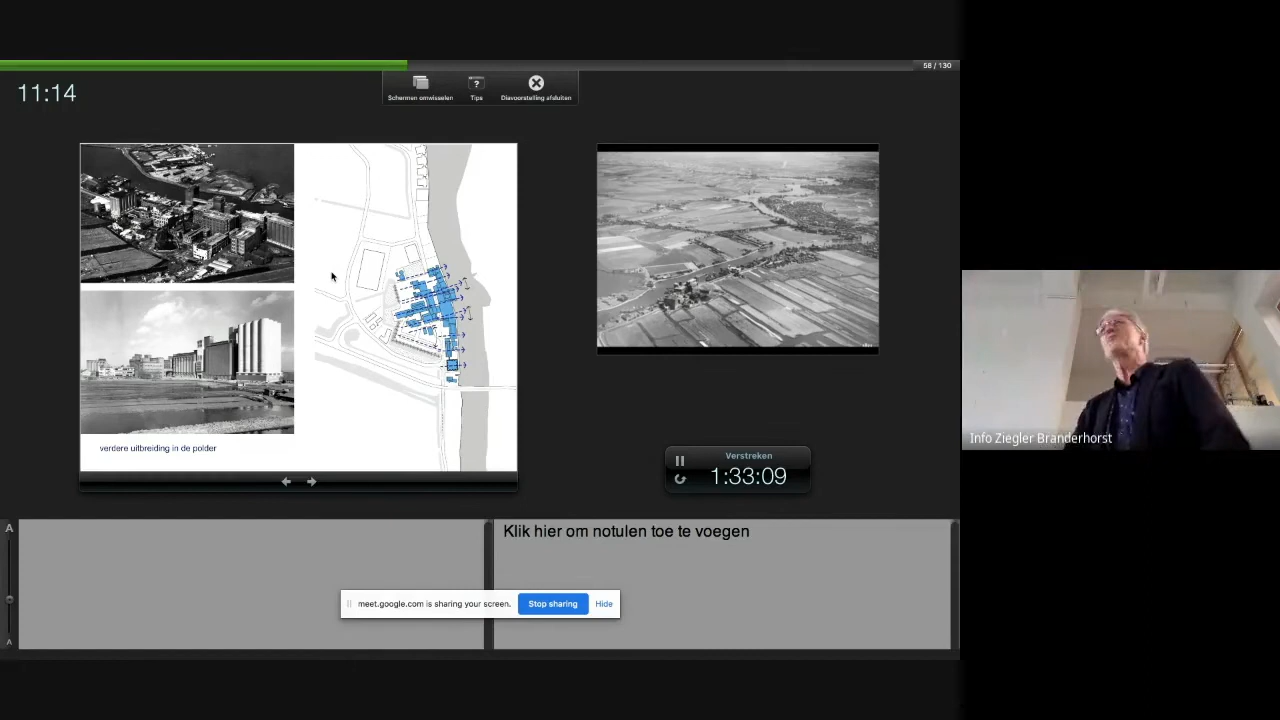 58 / 130
11:14
Schermen omwisselen
Tips
Diavoorstelling afsluiten
verdere uitbreiding in de polder
Info Ziegler Branderhorst
Verstreken
1:33:09
A
Klik hier om notulen toe te voegen
meet.google.com is sharing your screen.
Stop sharing
Hide
A